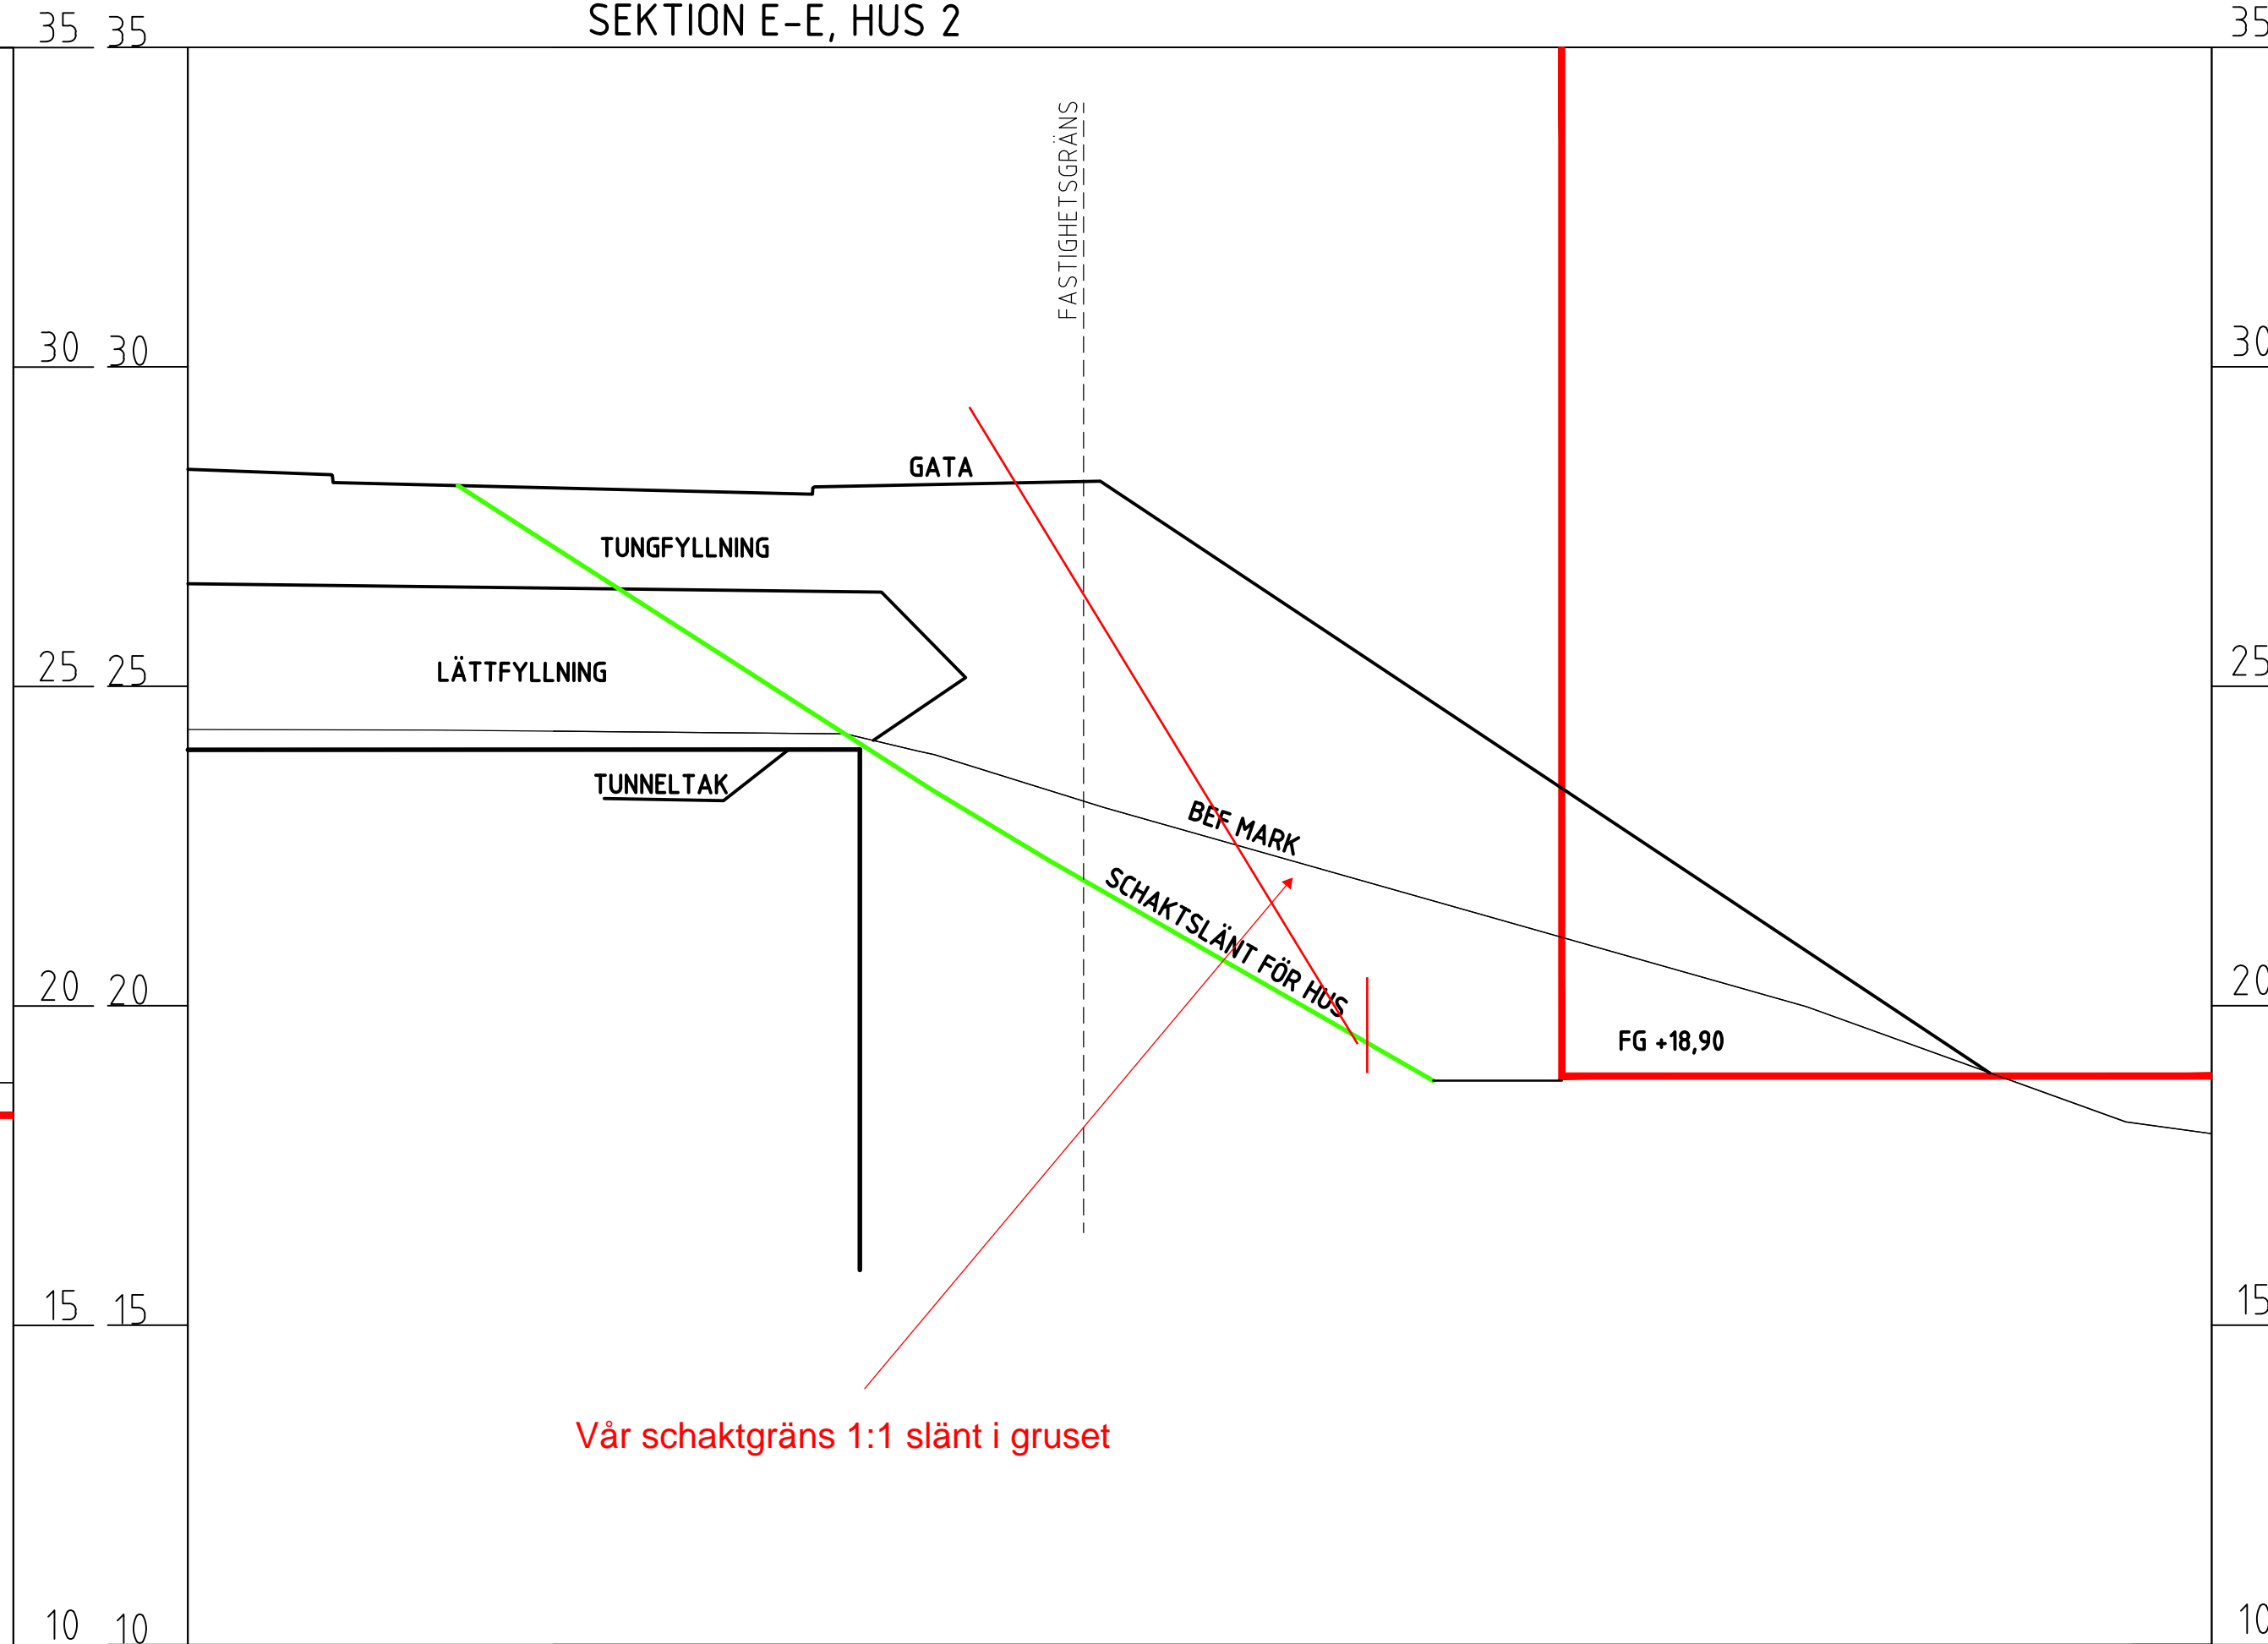 SEKTION E-E, HUS 2
35 35 35
FASTIGHETSGRÄNS
30 30 30
GATA
TUNGFYLLNING
LÄTTFYLLNING
25 25 25
TUNNELTAK
BEF MARK
SCHAKTSLÄNT FÖR HUS
20 20 20
FG +18,90
15 15 15
Vår schaktgräns 1:1 slänt i gruset
10 10 10